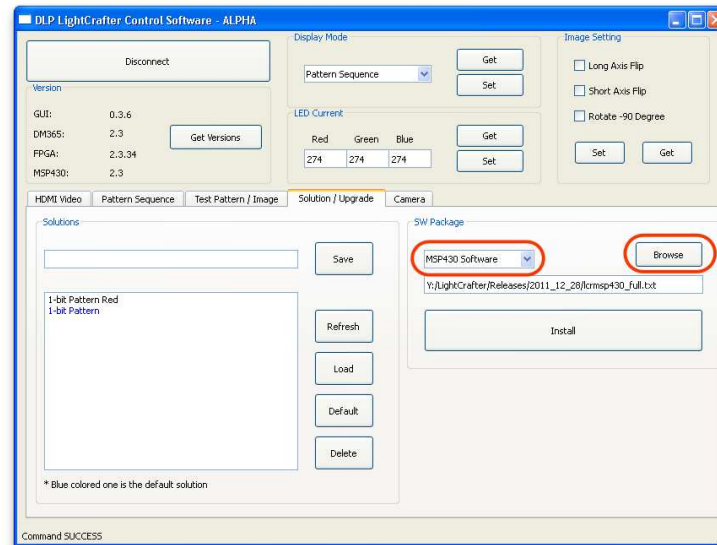 DLP LightCrafter Control Software - ALPHA
Disconnect
Version
GUI: 0.3.6
DM365: 2.3
FPGA: 2.3.34
MSP430: 2.3
Get Versions
Display Mode
Pattern Sequence
Get
Set
LED Current
Red Green Blue
274 274 274
Get
Set
Image Setting
Long Axis Flip
Short Axis Flip
Rotate -90 Degree
Set Get
HDMI Video Pattern Sequence Test Pattern / Image Solution / Upgrade Camera
Solutions
Save
1-bit Pattern Red
1-bit Pattern
Refresh
Load
Default
Delete
* Blue colored one is the default solution
SW Package
MSP430 Software
Browse
Y:/LightCrafter/Releases/2011_12_28/lcrmsp430_full.txt
Install
Command SUCCESS